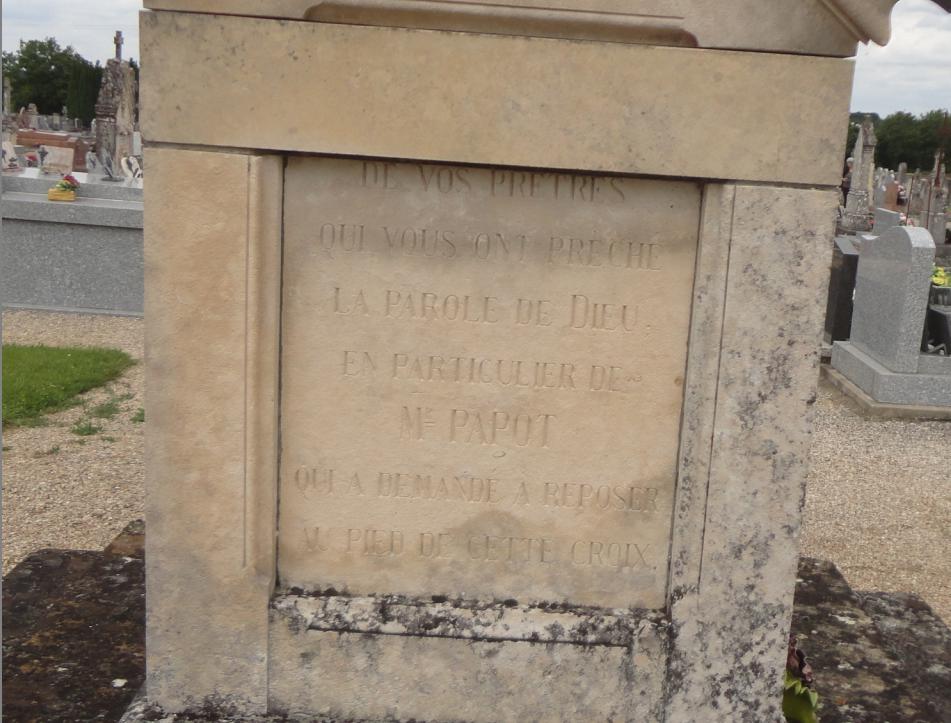 DE VOS PRETRES
QUI VOUS ONT PRÊCHÉ
LA PAROLE DE DIEU,
EN PARTICULIER DE
MR PAPOT
QUI A DEMANDÉ A REPOSER
AU PIED DE CETTE CROIX.